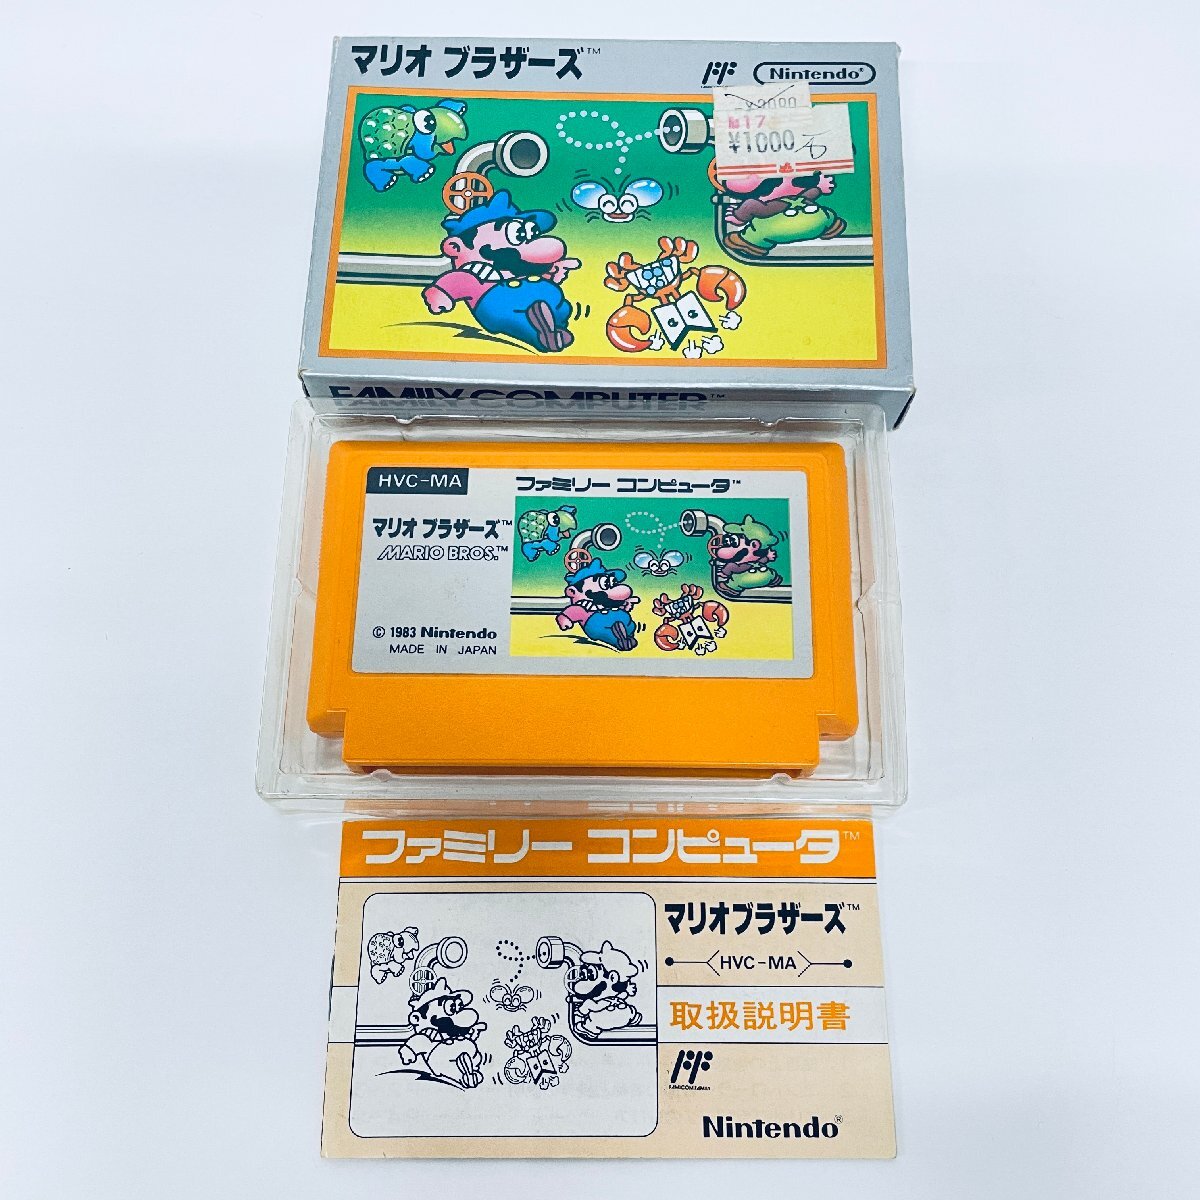 マリオ ブラザーズ™
Nintendo®
№17
¥1000
FAMILY COMPUTER™
HVC-MA
ファミリー コンピュータ™
マリオ ブラザーズ™
MARIO BROS.™
© 1983 Nintendo
MADE IN JAPAN
ファミリー コンピュータ™
マリオブラザーズ™
HVC-MA
取扱説明書
Nintendo®